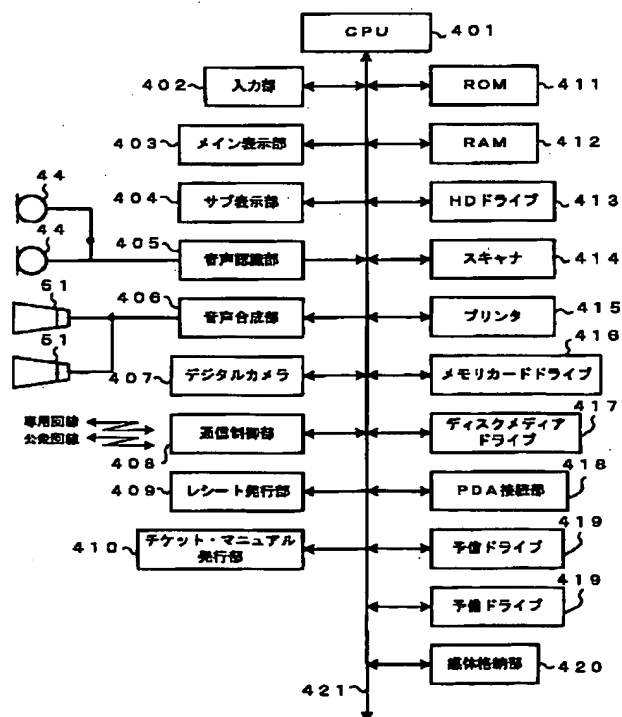 CPU
401
402
入力部
ROM
411
403
メイン表示部
RAM
412
44
404
サブ表示部
HDドライブ
413
44
405
音声認識部
スキャナ
414
51
406
音声合成部
プリンタ
415
51
407
デジタルカメラ
416
メモリカードドライブ
専用回線
公衆回線
408
通信制御部
417
ディスクメディア
ドライブ
409
レシート発行部
418
PDA接続部
410
チケット・マニュアル
発行部
419
予備ドライブ
419
予備ドライブ
421
媒体格納部
420